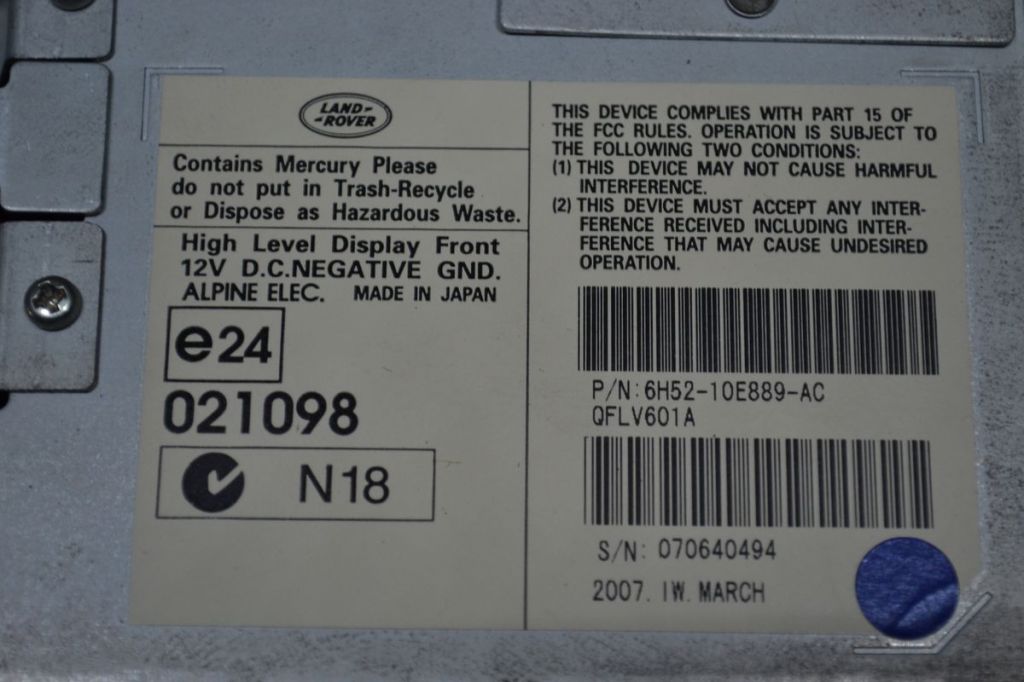 LAND-
-ROVER
Contains Mercury Please
do not put in Trash-Recycle
or Dispose as Hazardous Waste.
High Level Display Front
12V D.C.NEGATIVE GND.
ALPINE ELEC. MADE IN JAPAN
e24
021098
N18
THIS DEVICE COMPLIES WITH PART 15 OF
THE FCC RULES. OPERATION IS SUBJECT TO
THE FOLLOWING TWO CONDITIONS:
(1) THIS DEVICE MAY NOT CAUSE HARMFUL
INTERFERENCE.
(2) THIS DEVICE MUST ACCEPT ANY INTER-
FERENCE RECEIVED INCLUDING INTER-
FERENCE THAT MAY CAUSE UNDESIRED
OPERATION.
P/N:6H52-10E889-AC
QFLV601A
S/N: 070640494
2007. IW. MARCH